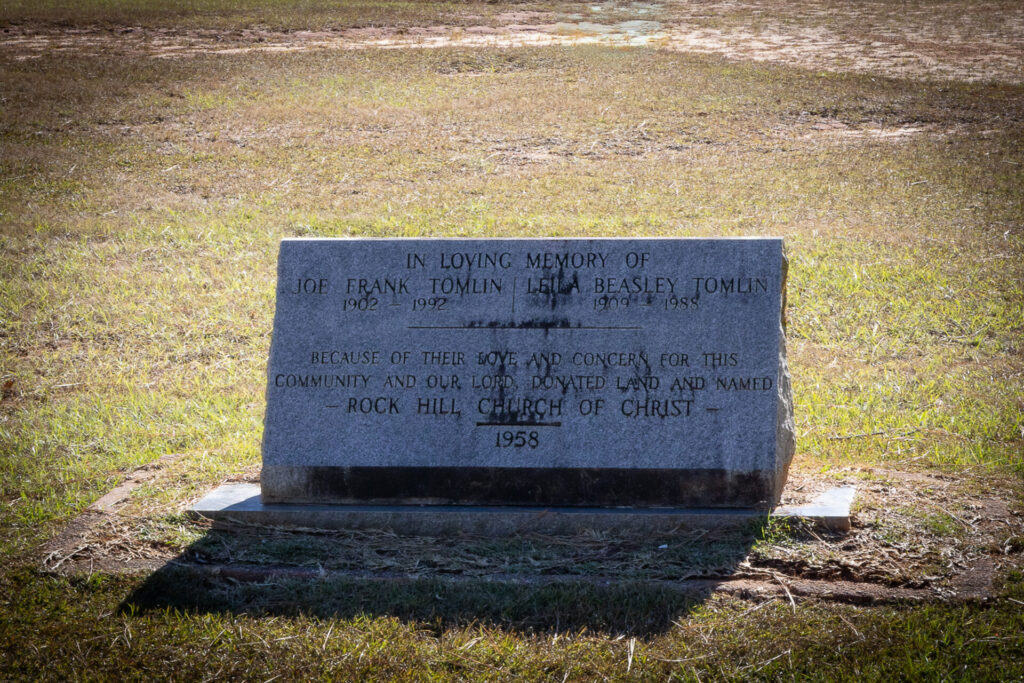 IN LOVING MEMORY OF
JOE FRANK TOMLIN | LEILA BEASLEY TOMLIN
1902 – 1992 1909 – 1988
BECAUSE OF THEIR LOVE AND CONCERN FOR THIS
COMMUNITY AND OUR LORD, DONATED LAND AND NAMED
– ROCK HILL CHURCH OF CHRIST –
1958